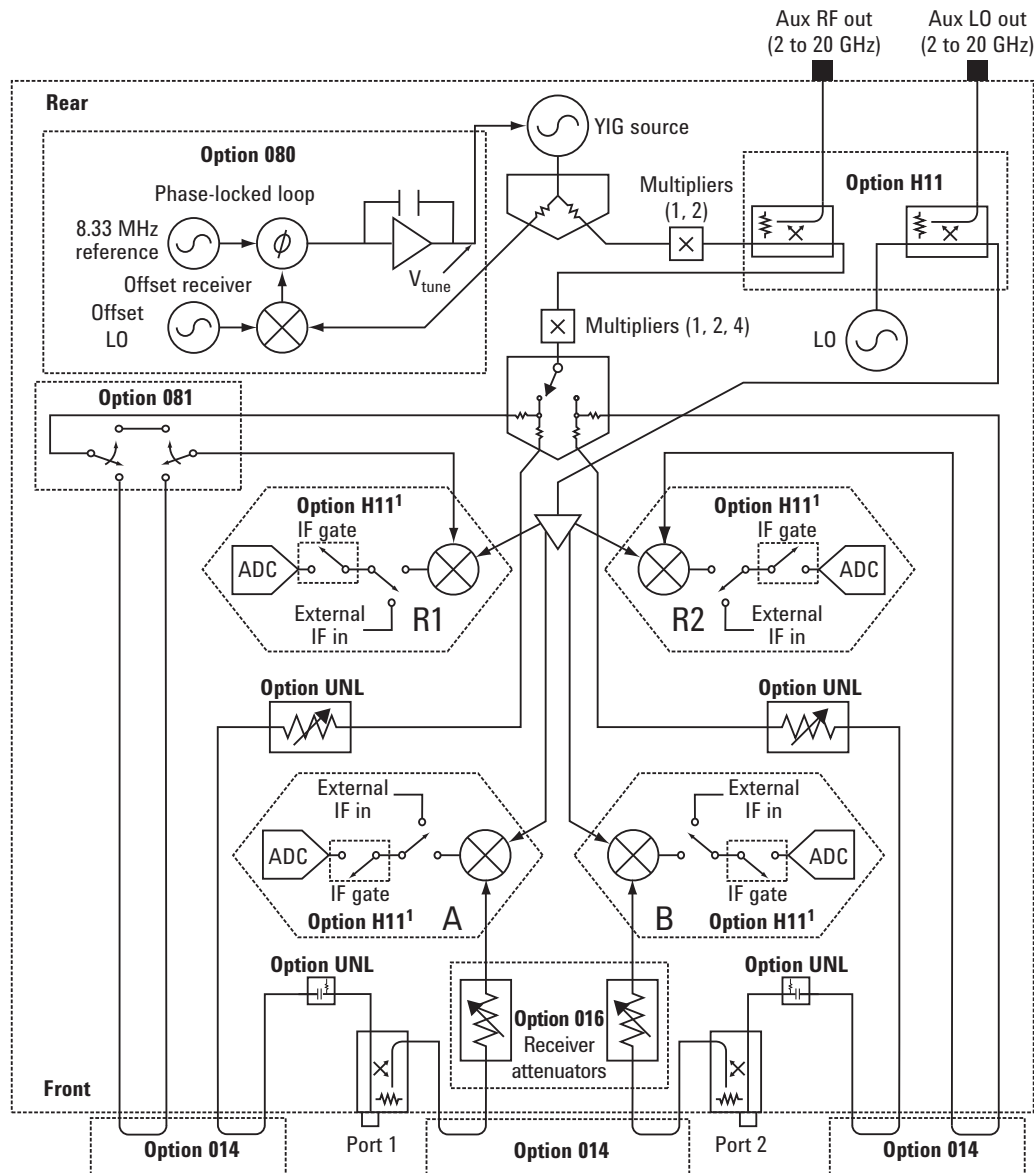 Aux RF out
(2 to 20 GHz)
Aux LO out
(2 to 20 GHz)
Rear
YIG source
Option 080
Phase-locked loop
8.33 MHz
reference
ϕ
Vtune
Offset receiver
Offset
LO
Multipliers
(1, 2)
Option H11
LO
Multipliers (1, 2, 4)
Option 081
Option H11¹
IF gate
ADC
External
IF in
R1
Option H11¹
IF gate
ADC
External
IF in
R2
Option UNL
Option UNL
External
IF in
ADC
IF gate
Option H11¹
A
External
IF in
ADC
IF gate
Option H11¹
B
Option UNL
Option UNL
Option 016
Receiver
attenuators
Front
Port 1
Port 2
Option 014
Option 014
Option 014